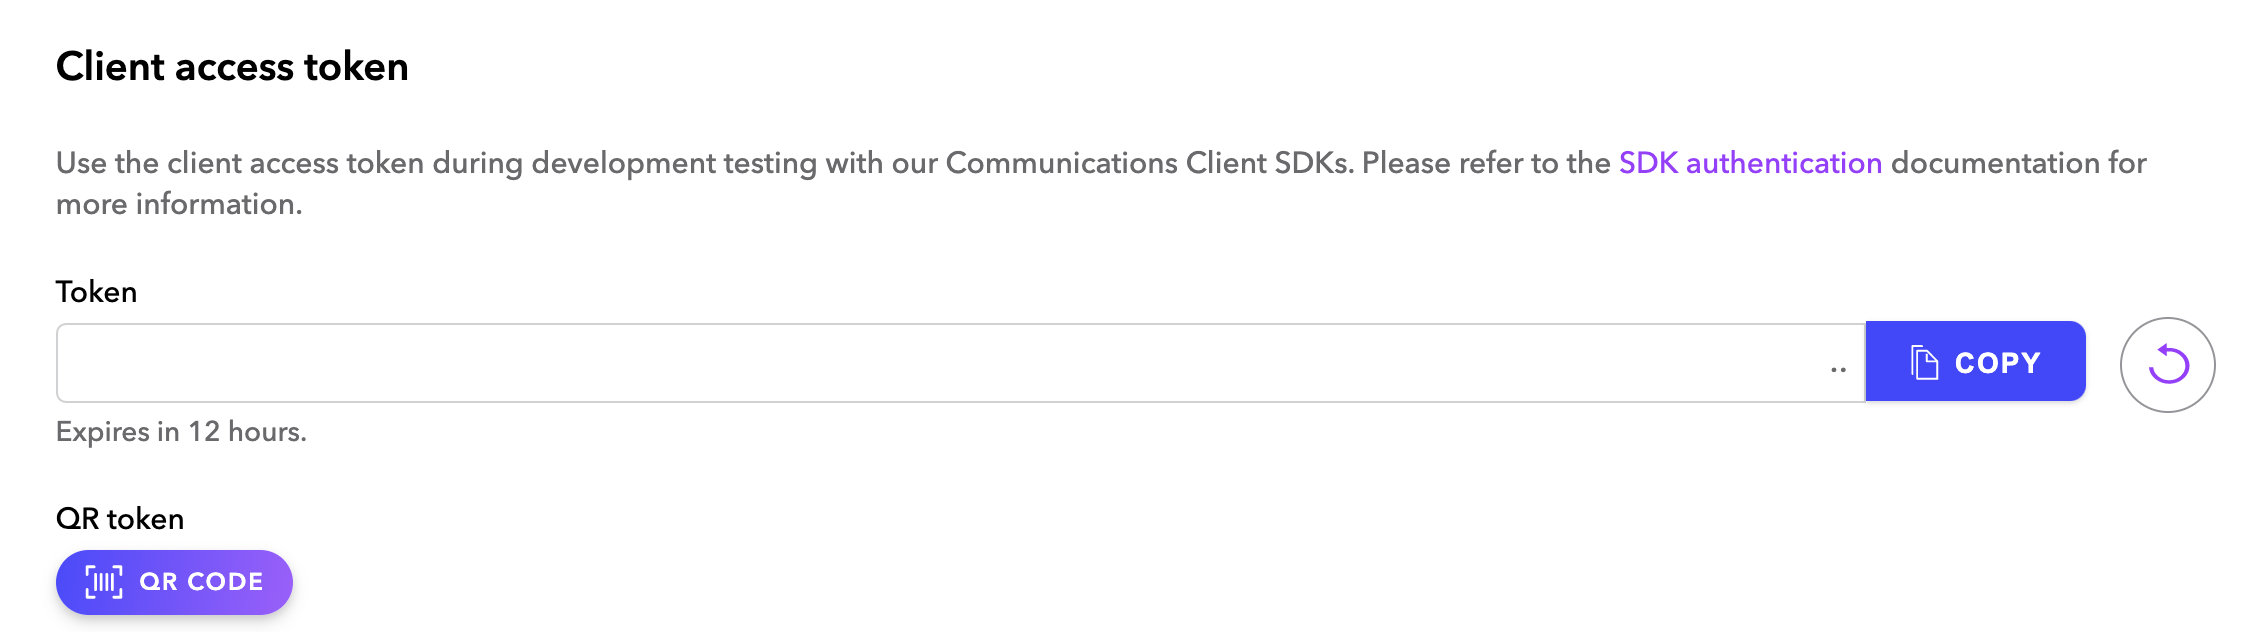 Client access token
Use the client access token during development testing with our Communications Client SDKs. Please refer to the SDK authentication documentation for
more information.
Token
.. COPY
Expires in 12 hours.
QR token
QR CODE